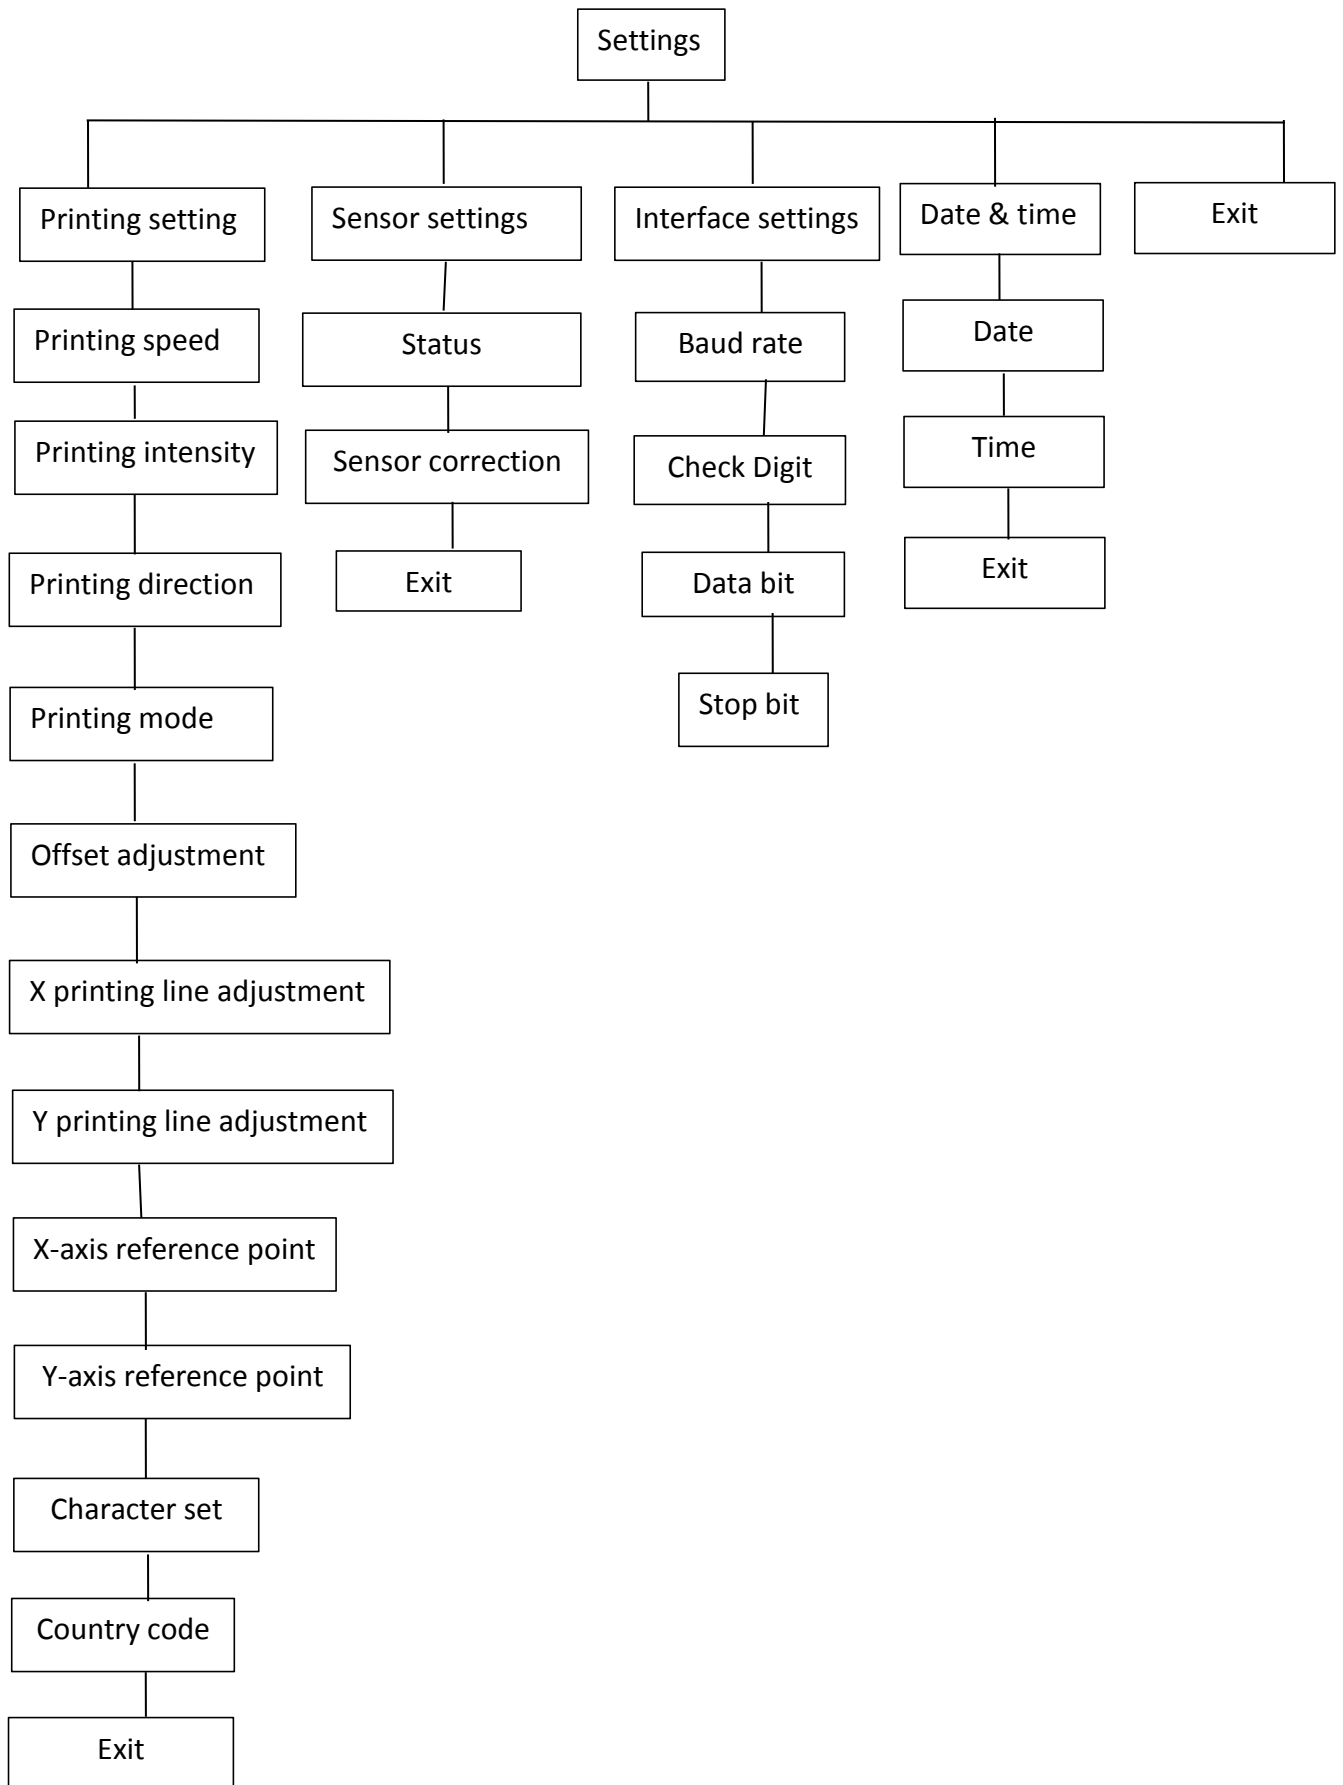 Settings
Printing setting
Sensor settings
Interface settings
Date & time
Exit
Printing speed
Status
Baud rate
Date
Printing intensity
Sensor correction
Check Digit
Time
Printing direction
Exit
Data bit
Exit
Printing mode
Stop bit
Offset adjustment
X printing line adjustment
Y printing line adjustment
X-axis reference point
Y-axis reference point
Character set
Country code
Exit